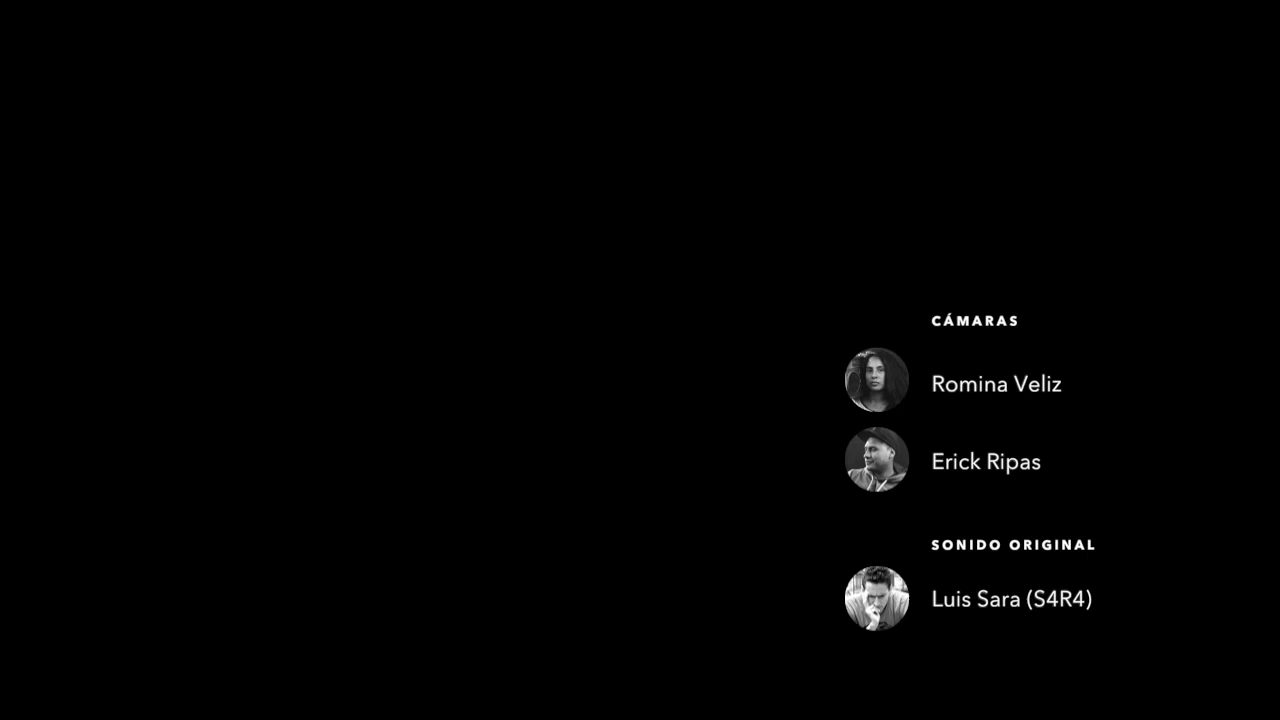 CÁMARAS
Romina Veliz
Erick Ripas
SONIDO ORIGINAL
Luis Sara (S4R4)